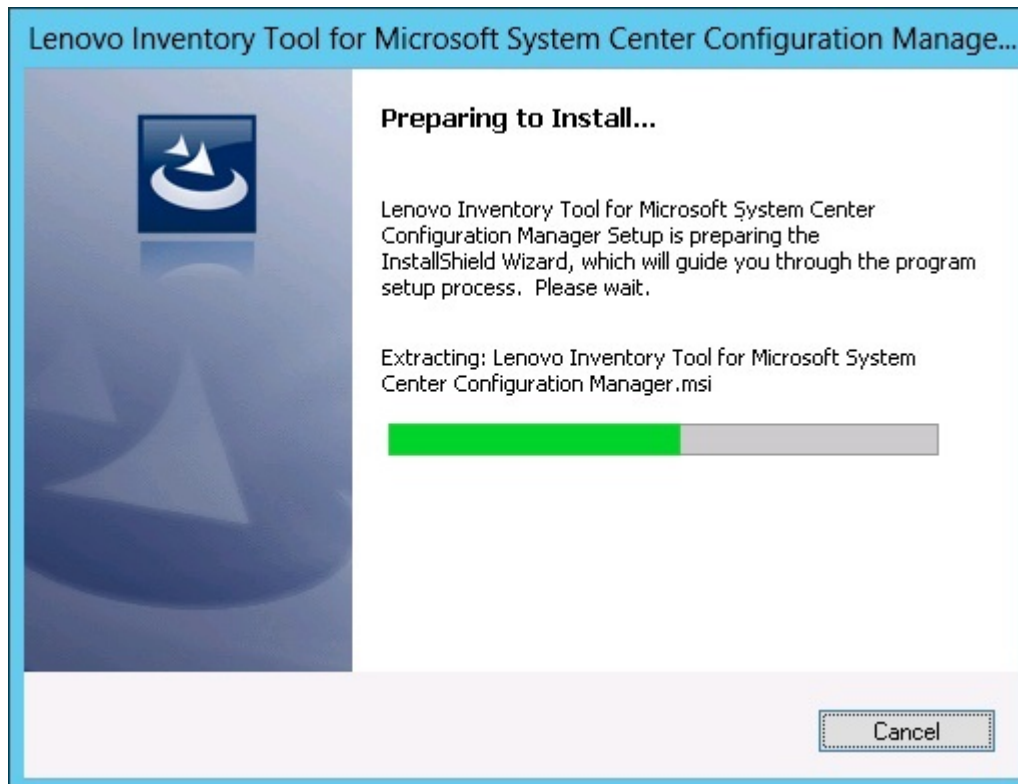 Lenovo Inventory Tool for Microsoft System Center Configuration Manage...
Preparing to Install...
Lenovo Inventory Tool for Microsoft System Center
Configuration Manager Setup is preparing the
InstallShield Wizard, which will guide you through the program
setup process.  Please wait.
Extracting: Lenovo Inventory Tool for Microsoft System
Center Configuration Manager.msi
Cancel